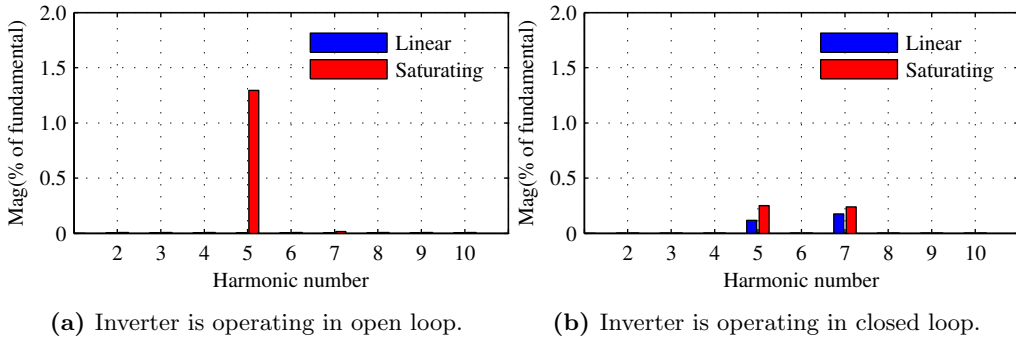 2.0
1.5
1.0
0.5
0
Mag(% of fundamental)
Linear
Saturating
2 3 4 5 6 7 8 9 10
Harmonic number
(a) Inverter is operating in open loop.
2.0
1.5
1.0
0.5
0
Mag(% of fundamental)
Linear
Saturating
2 3 4 5 6 7 8 9 10
Harmonic number
(b) Inverter is operating in closed loop.